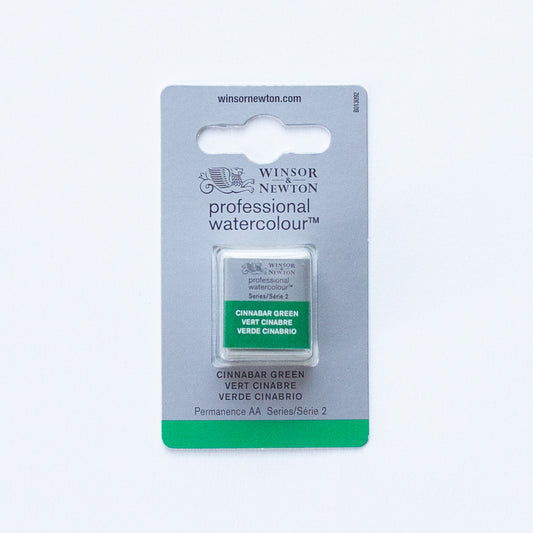 winsornewton.com
B013092
WINSOR
&
NEWTON
professional
watercolour™
WINSOR
&
NEWTON
professional
watercolour™
Series/Série 2
CINNABAR GREEN
VERT CINABRE
VERDE CINABRIO
CINNABAR GREEN
VERT CINABRE
VERDE CINABRIO
Permanence AA Series/Série 2